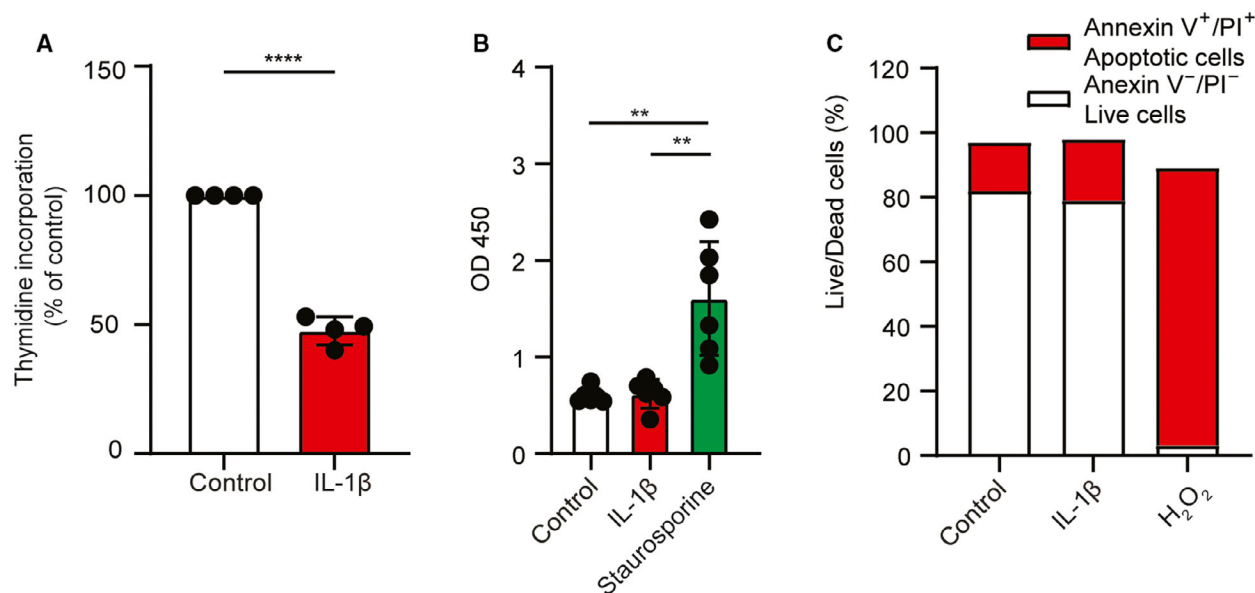 A
Thymidine incorporation
(% of control)
150
100
50
0
****
Control
IL-1β
B
OD 450
4
3
2
1
0
**
**
Control
IL-1β
Staurosporine
C
Annexin V⁺/PI⁺
Apoptotic cells
Anexin V⁻/PI⁻
Live cells
Live/Dead cells (%)
120
100
80
60
40
20
0
Control
IL-1β
H₂O₂